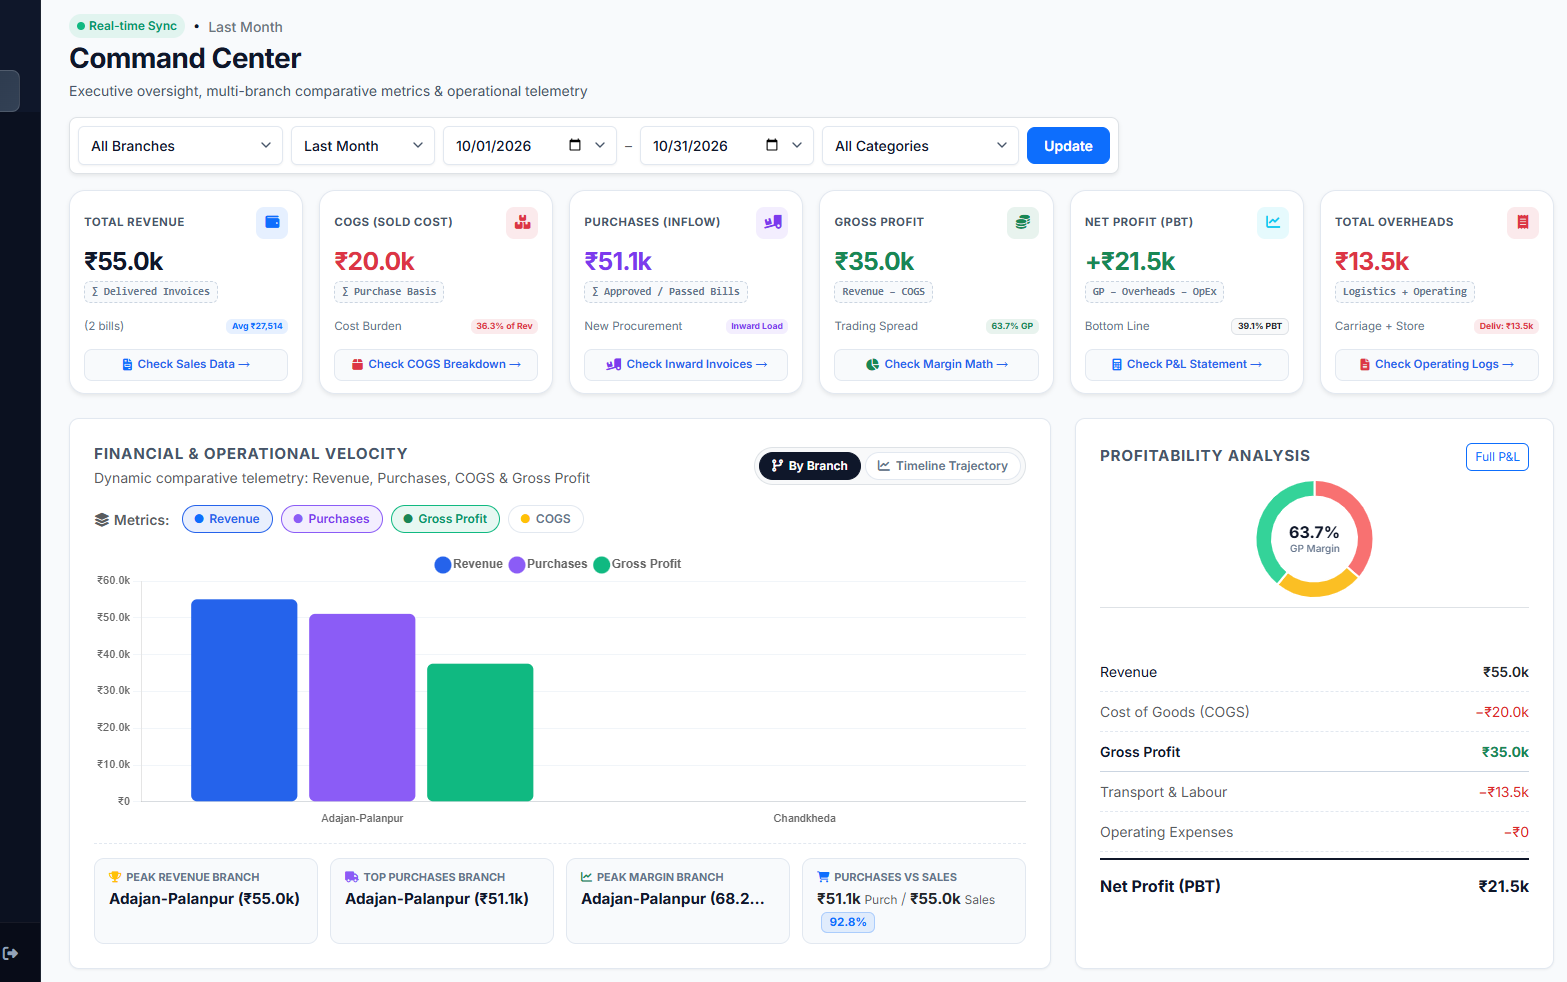 Real-time Sync • Last Month
Command Center
Executive oversight, multi-branch comparative metrics & operational telemetry
All Branches Last Month 10/01/2026 – 10/31/2026 All Categories Update
TOTAL REVENUE
₹55.0k
∑ Delivered Invoices
(2 bills) Avg ₹27,514
Check Sales Data →
COGS (SOLD COST)
₹20.0k
∑ Purchase Basis
Cost Burden 36.3% of Rev
Check COGS Breakdown →
PURCHASES (INFLOW)
₹51.1k
∑ Approved / Passed Bills
New Procurement Inward Load
Check Inward Invoices →
GROSS PROFIT
₹35.0k
Revenue − COGS
Trading Spread 63.7% GP
Check Margin Math →
NET PROFIT (PBT)
+₹21.5k
GP − Overheads − OpEx
Bottom Line 39.1% PBT
Check P&L Statement →
TOTAL OVERHEADS
₹13.5k
Logistics + Operating
Carriage + Store Deliv: ₹13.5k
Check Operating Logs →
FINANCIAL & OPERATIONAL VELOCITY
Dynamic comparative telemetry: Revenue, Purchases, COGS & Gross Profit
By Branch Timeline Trajectory
Metrics: Revenue Purchases Gross Profit COGS
Revenue Purchases Gross Profit
₹60.0k
₹50.0k
₹40.0k
₹30.0k
₹20.0k
₹10.0k
₹0
Adajan-Palanpur Chandkheda
PEAK REVENUE BRANCH
Adajan-Palanpur (₹55.0k)
TOP PURCHASES BRANCH
Adajan-Palanpur (₹51.1k)
PEAK MARGIN BRANCH
Adajan-Palanpur (68.2...
PURCHASES VS SALES
₹51.1k Purch / ₹55.0k Sales
92.8%
PROFITABILITY ANALYSIS
Full P&L
63.7%
GP Margin
Revenue ₹55.0k
Cost of Goods (COGS) −₹20.0k
Gross Profit ₹35.0k
Transport & Labour −₹13.5k
Operating Expenses −₹0
Net Profit (PBT) ₹21.5k